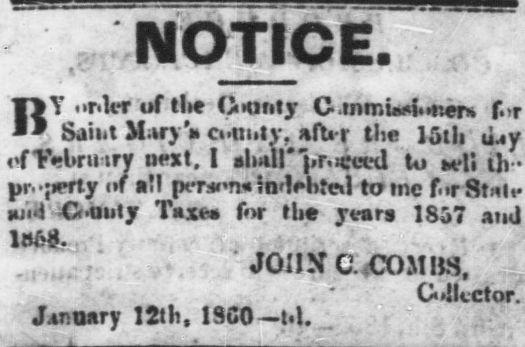 NOTICE.
BY order of the County Commissioners for
Saint Mary's county, after the 15th day
of February next, I shall proceed to sell the
property of all persons indebted to me for State
and County Taxes for the years 1857 and
1858.
JOHN C. COMBS,
Collector.
January 12th, 1860—td.